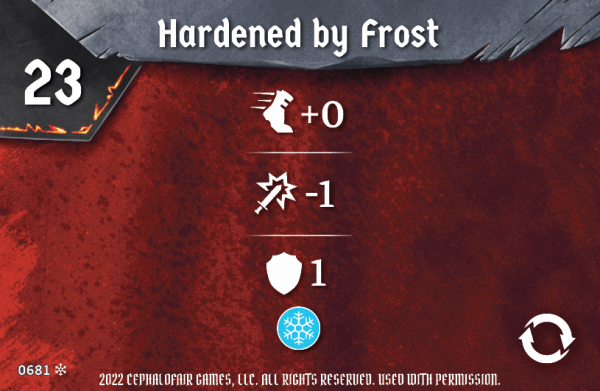 Hardened by Frost
23
+0
-1
1
0681
2022 CEPHALOFAIR GAMES, LLC. ALL RIGHTS RESERVED. USED WITH PERMISSION.